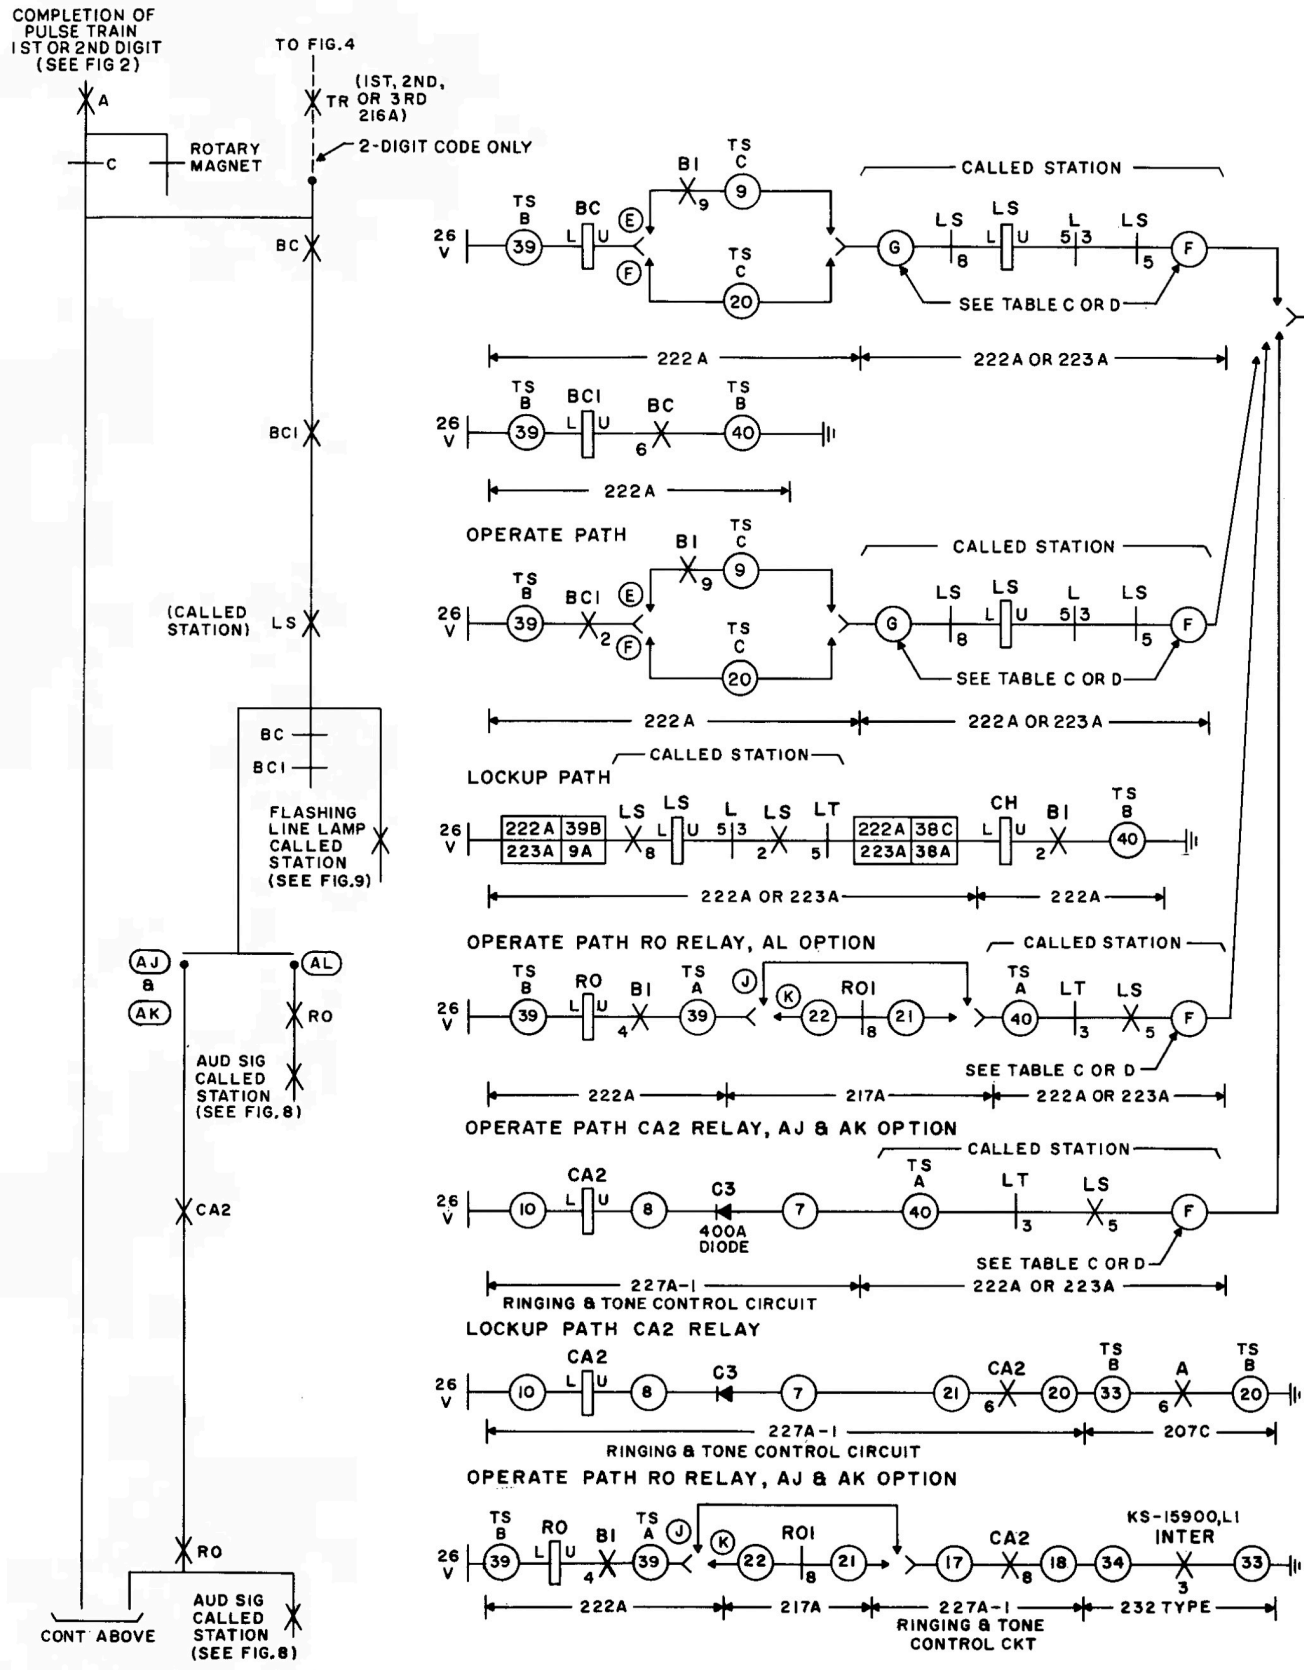 COMPLETION OF
PULSE TRAIN
1ST OR 2ND DIGIT
(SEE FIG 2)
A
C
ROTARY
MAGNET
TO FIG.4
TR
(1ST, 2ND,
OR 3RD
216A)
2-DIGIT CODE ONLY
BC
BC1
(CALLED
STATION)
LS
BC
BC1
FLASHING
LINE LAMP
CALLED
STATION
(SEE FIG.9)
AJ
&
AK
AL
RO
AUD SIG
CALLED
STATION
(SEE FIG.8)
CA2
RO
AUD SIG
CALLED
STATION
(SEE FIG.8)
CONT ABOVE
26 V
TS B 39
BC
L U
E
F
B1
9
TS C 9
TS C 20
CALLED STATION
G
LS
8
LS
L U
L
5 3
LS
5
F
SEE TABLE C OR D
222A
222A OR 223A
26 V
TS B 39
BC1
L U
BC
6
TS B 40
222A
OPERATE PATH
26 V
TS B 39
BC1
2
E
F
B1
9
TS C 9
TS C 20
CALLED STATION
G
LS
8
LS
L U
L
5 3
LS
5
F
SEE TABLE C OR D
222A
222A OR 223A
LOCKUP PATH
CALLED STATION
26 V
222A 39B
223A 9A
LS
8
LS
L U
L
5 3
LS
2
LT
5
222A 38C
223A 38A
CH
L U
B1
2
TS B 40
222A OR 223A
222A
OPERATE PATH RO RELAY, AL OPTION
CALLED STATION
26 V
TS B 39
RO
L U
B1
4
TS A 39
J
K
22
RO1
8
21
TS A 40
LT
3
LS
5
F
SEE TABLE C OR D
222A
217A
222A OR 223A
OPERATE PATH CA2 RELAY, AJ & AK OPTION
CALLED STATION
26 V
10
CA2
L U
8
C3
400A
DIODE
7
TS A 40
LT
3
LS
5
F
SEE TABLE C OR D
227A-1
222A OR 223A
RINGING & TONE CONTROL CIRCUIT
LOCKUP PATH CA2 RELAY
26 V
10
CA2
L U
8
C3
7
21
CA2
6
20
TS B 33
A
6
TS B 20
227A-1
207C
RINGING & TONE CONTROL CIRCUIT
OPERATE PATH RO RELAY, AJ & AK OPTION
26 V
TS B 39
RO
L U
B1
4
TS A 39
J
K
22
RO1
8
21
17
CA2
8
18
34
KS-15900,L1
INTER
3
33
222A
217A
227A-1
232 TYPE
RINGING & TONE
CONTROL CKT